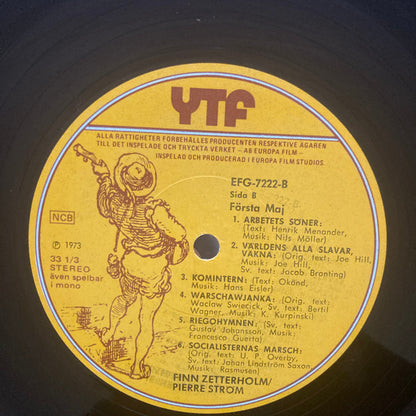 YTF
ALLA RÄTTIGHETER FÖRBEHÅLLES PRODUCENTEN RESPEKTIVE ÄGAREN
TILL DET INSPELADE OCH TRYCKTA VERKET – AB EUROPA FILM –
INSPELAD OCH PRODUCERAD I EUROPA FILM STUDIOS.
EFG-7222-B
Sida B
Första Maj
NCB
℗ 1973
33 1/3
STEREO
även spelbar
i mono
1. ARBETETS SÖNER:
(Text: Henrik Menander,
Musik: Nils Möller)
2. VÄRLDENS ALLA SLAVAR,
VAKNA: (Orig. text: Joe Hill,
Musik: Joe Hill,
Sv. text: Jacob Branting)
3. KOMINTERN: (Text: Okänd,
Musik: Hans Eisler)
4. WARSCHAWJANKA: (Orig. text:
Waclaw Swiecick, Sv text: Bertil
Wagner, Musik: K. Kurpinski)
5. RIEGOHYMNEN: (Sv. text:
Gustav Johansson, Musik:
Francesco Guerta)
6. SOCIALISTERNAS MARSCH:
(Orig. text: U. P. Överby,
Sv. text: Johan Lindström Saxon,
Musik: Rasmusen)
FINN ZETTERHOLM/
PIERRE STRÖM